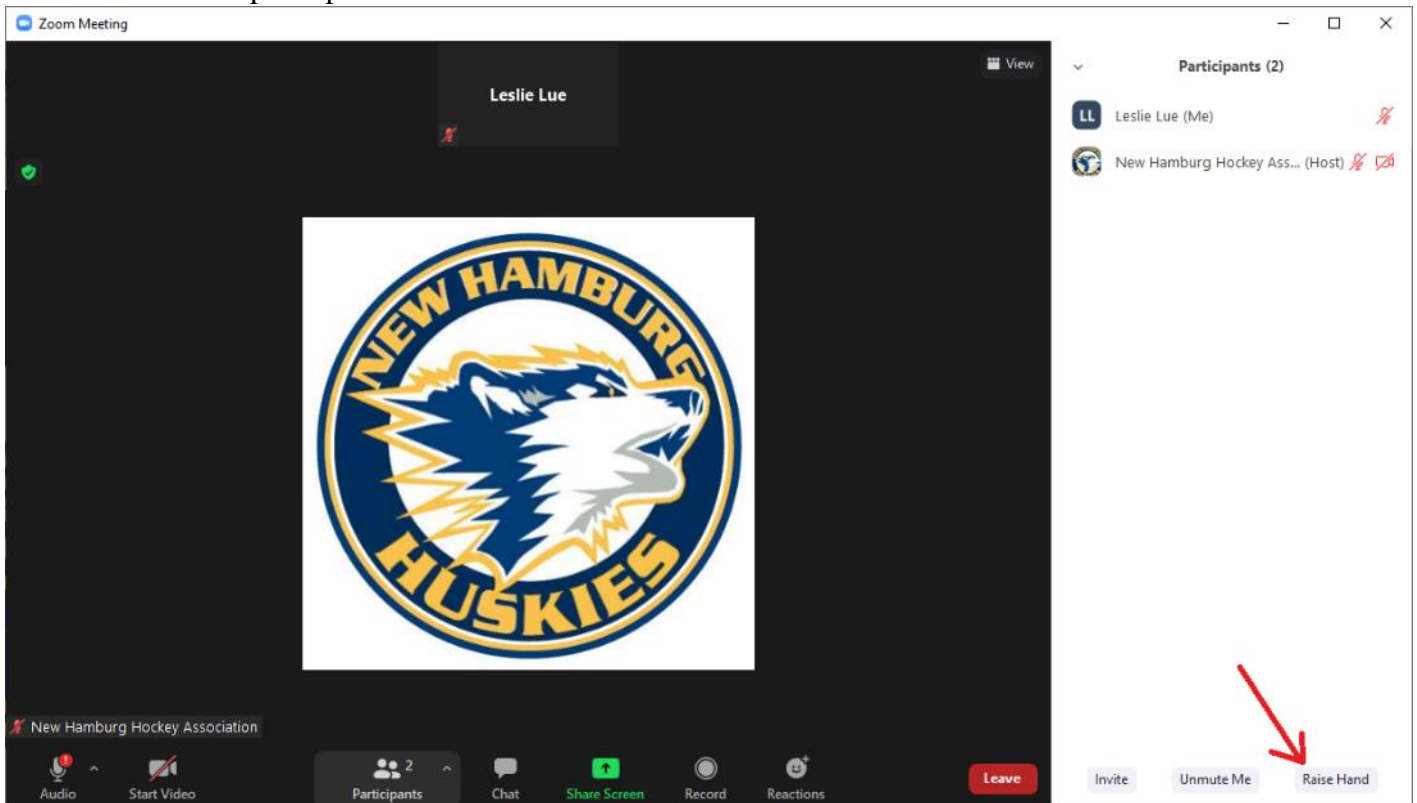 Zoom Meeting
Leslie Lue
View
Participants (2)
LL Leslie Lue (Me)
New Hamburg Hockey Ass... (Host)
NEW HAMBURG
HUSKIES
New Hamburg Hockey Association
Audio
Start Video
2
Participants
Chat
Share Screen
Record
Reactions
Leave
Invite
Unmute Me
Raise Hand